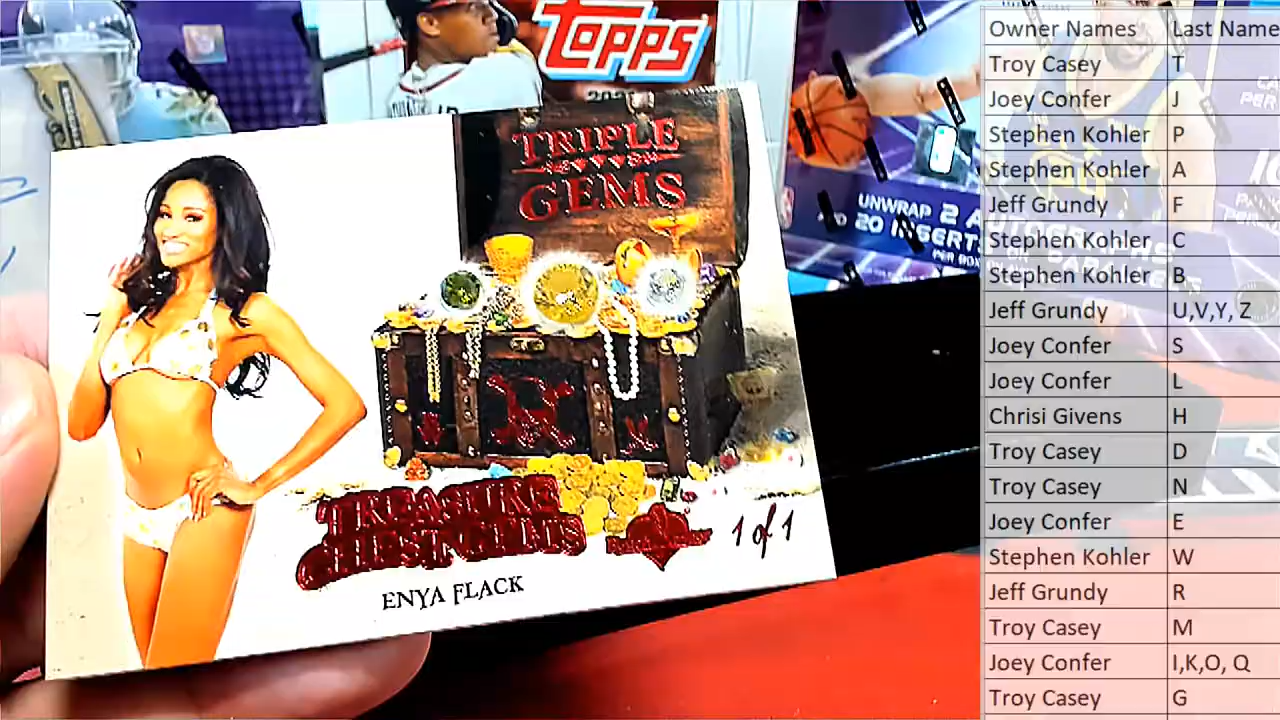 Topps
TRIPLE
GEMS
TREASURE
CHEST GEMS
1 of 1
ENYA FLACK
UNWRAP 2 A
AND 20 INSERT
PER BOX
Owner Names Last Name
Troy Casey T
Joey Confer J
Stephen Kohler P
Stephen Kohler A
Jeff Grundy F
Stephen Kohler C
Stephen Kohler B
Jeff Grundy U,V,Y, Z
Joey Confer S
Joey Confer L
Chrisi Givens H
Troy Casey D
Troy Casey N
Joey Confer E
Stephen Kohler W
Jeff Grundy R
Troy Casey M
Joey Confer I,K,O, Q
Troy Casey G